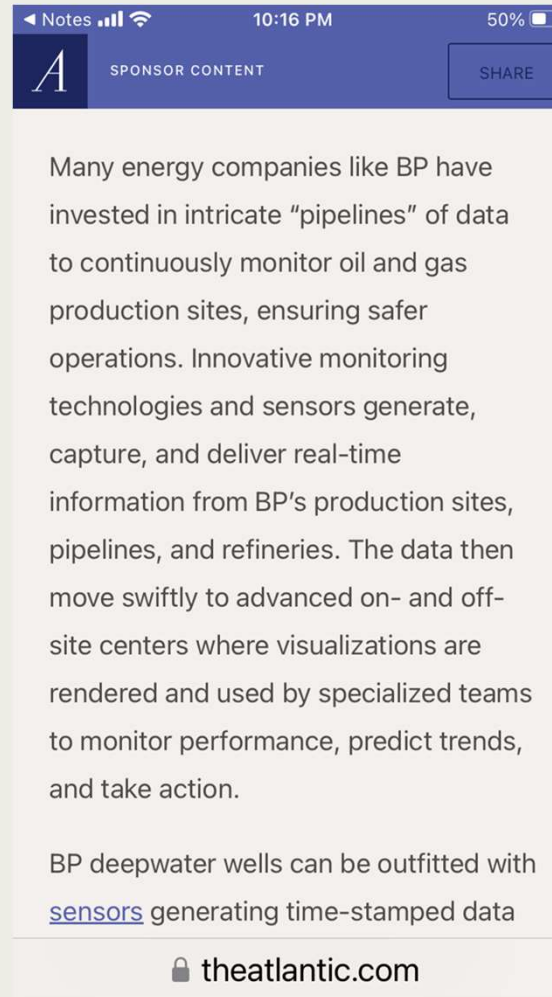 ◀ Notes 10:16 PM 50%
A SPONSOR CONTENT SHARE
Many energy companies like BP have
invested in intricate “pipelines” of data
to continuously monitor oil and gas
production sites, ensuring safer
operations. Innovative monitoring
technologies and sensors generate,
capture, and deliver real-time
information from BP’s production sites,
pipelines, and refineries. The data then
move swiftly to advanced on- and off-
site centers where visualizations are
rendered and used by specialized teams
to monitor performance, predict trends,
and take action.
BP deepwater wells can be outfitted with
sensors generating time-stamped data
theatlantic.com